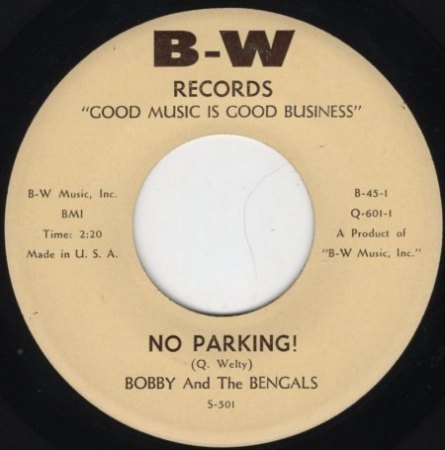 B-W
RECORDS
"GOOD MUSIC IS GOOD BUSINESS"
B-W Music, Inc.
BMI
Time: 2:20
Made in U. S. A.
B-45-1
Q-601-1
A Product of
"B-W Music, Inc."
NO PARKING!
(Q. Welty)
BOBBY And The BENGALS
S-501